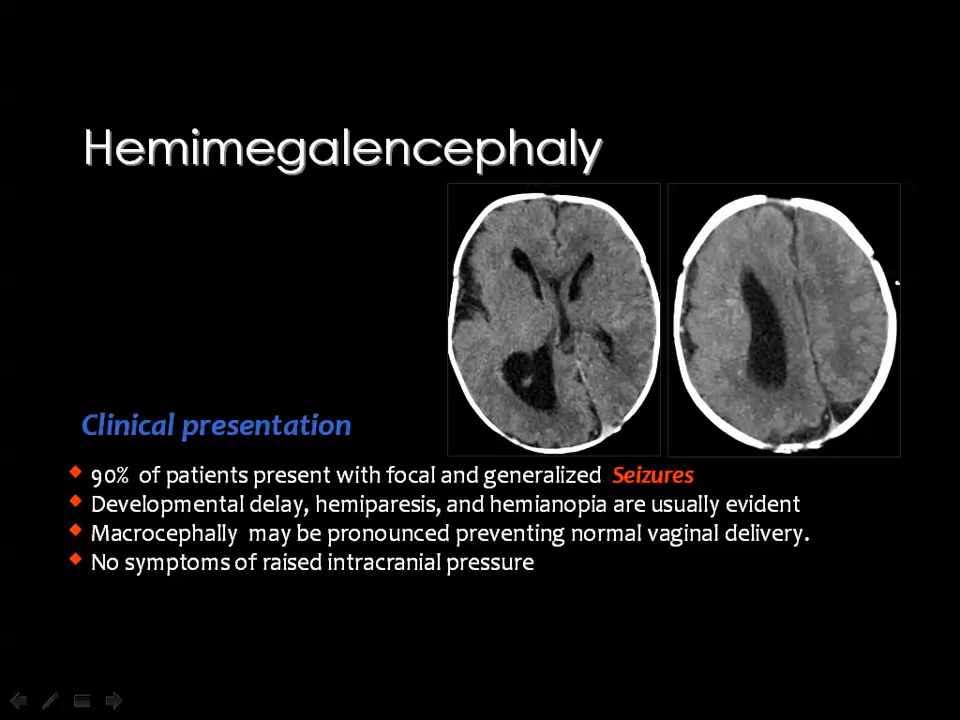 Hemimegalencephaly
Clinical presentation
90% of patients present with focal and generalized Seizures
Developmental delay, hemiparesis, and hemianopia are usually evident
Macrocephally may be pronounced preventing normal vaginal delivery.
No symptoms of raised intracranial pressure